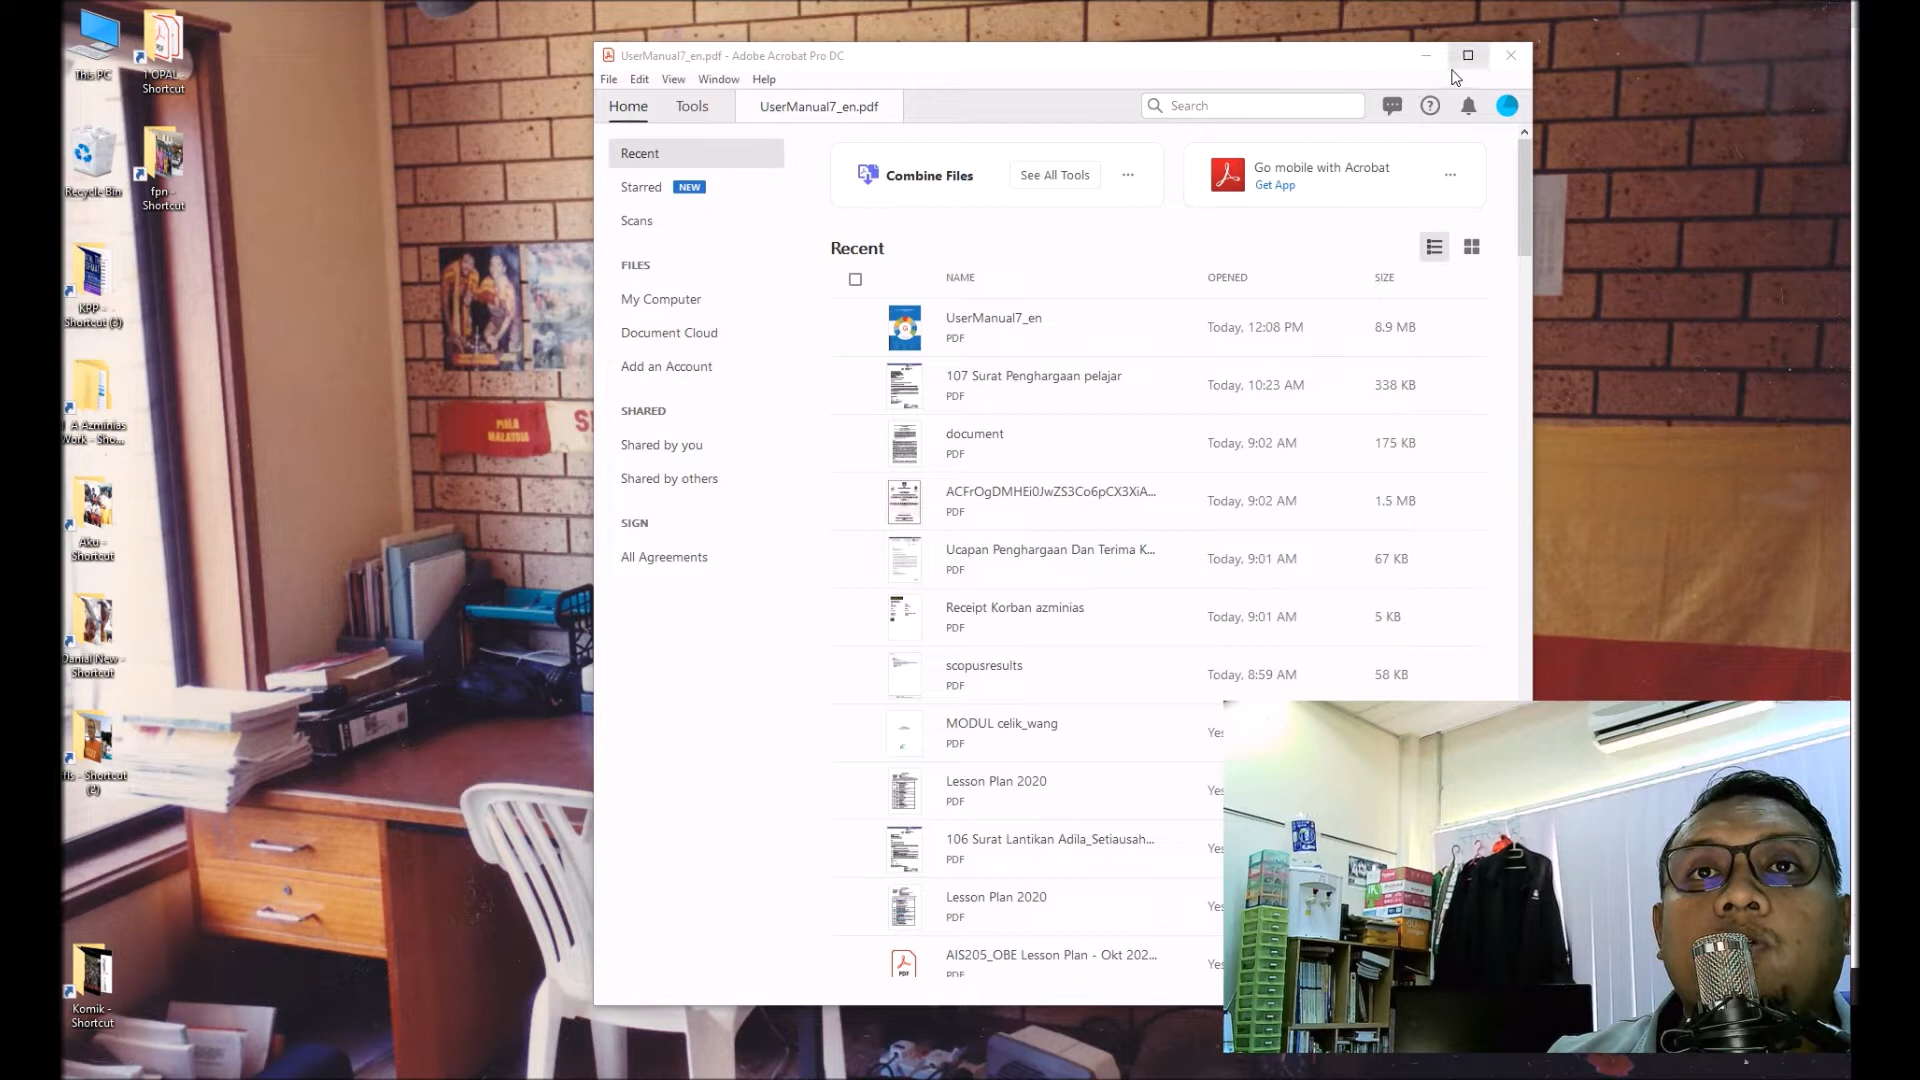 This PC
1 OPAL - Shortcut
Recycle Bin
fpn - Shortcut
KPP - Shortcut (3)
Aku - Shortcut
Danial New - Shortcut
Komik - Shortcut
MALAYSIA
UserManual7_en.pdf - Adobe Acrobat Pro DC
File Edit View Window Help
Home Tools UserManual7_en.pdf
Search
Recent
Starred NEW
Scans
FILES
My Computer
Document Cloud
Add an Account
SHARED
Shared by you
Shared by others
SIGN
All Agreements
Combine Files See All Tools
Go mobile with Acrobat
Get App
Recent
NAME OPENED SIZE
UserManual7_en
PDF
Today, 12:08 PM 8.9 MB
107 Surat Penghargaan pelajar
PDF
Today, 10:23 AM 338 KB
document
PDF
Today, 9:02 AM 175 KB
ACFrOgDMHEi0JwZS3Co6pCX3XiA...
PDF
Today, 9:02 AM 1.5 MB
Ucapan Penghargaan Dan Terima K...
PDF
Today, 9:01 AM 67 KB
Receipt Korban azminias
PDF
Today, 9:01 AM 5 KB
scopusresults
PDF
Today, 8:59 AM 58 KB
MODUL celik_wang
PDF
Yes
Lesson Plan 2020
PDF
Yes
106 Surat Lantikan Adila_Setiausah...
PDF
Yes
Lesson Plan 2020
PDF
Yes
AIS205_OBE Lesson Plan - Okt 202...
PDF
Yes